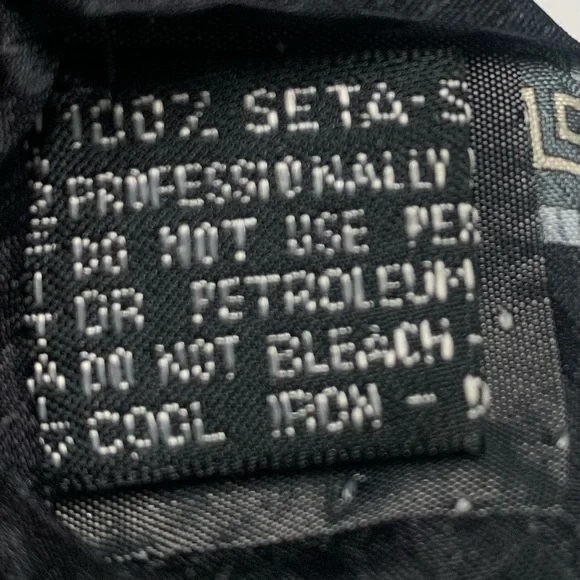 100% SETA-S
PROFESSIONALLY
DO NOT USE PER
OR PETROLEUM
DO NOT BLEACH -
COOL IRON - D